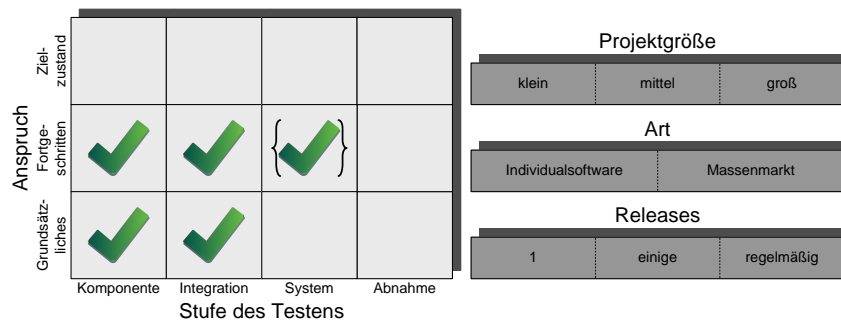 Anspruch
Ziel-
zustand
Fortge-
schritten
Grundsätz-
liches
{ }
Komponente Integration System Abnahme
Stufe des Testens
Projektgröße
klein mittel groß
Art
Individualsoftware Massenmarkt
Releases
1 einige regelmäßig